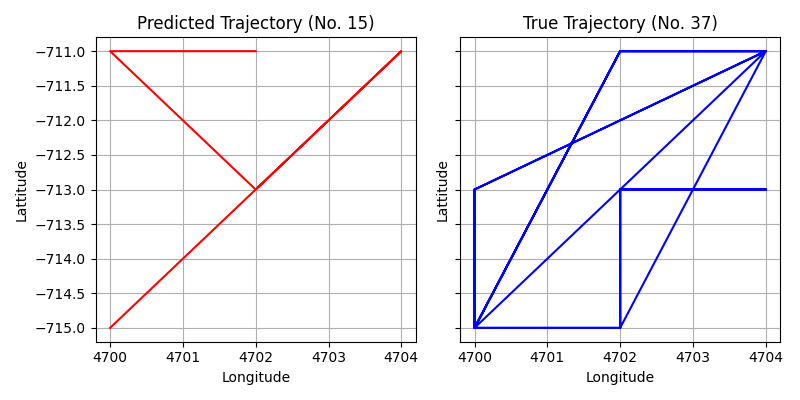 Predicted Trajectory (No. 15)
−711.0
−711.5
−712.0
−712.5
−713.0
−713.5
−714.0
−714.5
−715.0
Lattitude
4700 4701 4702 4703 4704
Longitude
True Trajectory (No. 37)
Lattitude
4700 4701 4702 4703 4704
Longitude